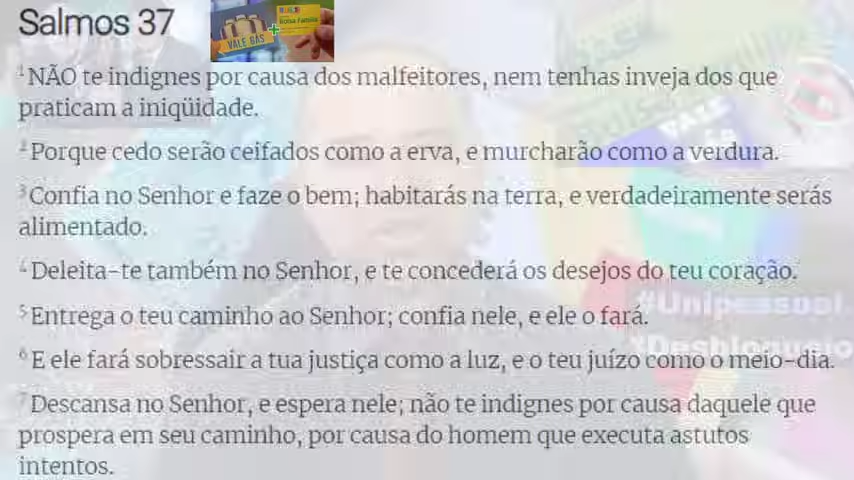 Salmos 37
VALE GÁS
Bolsa Família
¹NÃO te indignes por causa dos malfeitores, nem tenhas inveja dos que
praticam a iniqüidade.
²Porque cedo serão ceifados como a erva, e murcharão como a verdura.
³Confia no Senhor e faze o bem; habitarás na terra, e verdadeiramente serás
alimentado.
⁴Deleita-te também no Senhor, e te concederá os desejos do teu coração.
⁵Entrega o teu caminho ao Senhor; confia nele, e ele o fará.
#Unipessoal
#Desbloqueio
⁶E ele fará sobressair a tua justiça como a luz, e o teu juízo como o meio-dia.
⁷Descansa no Senhor, e espera nele; não te indignes por causa daquele que
prospera em seu caminho, por causa do homem que executa astutos
intentos.